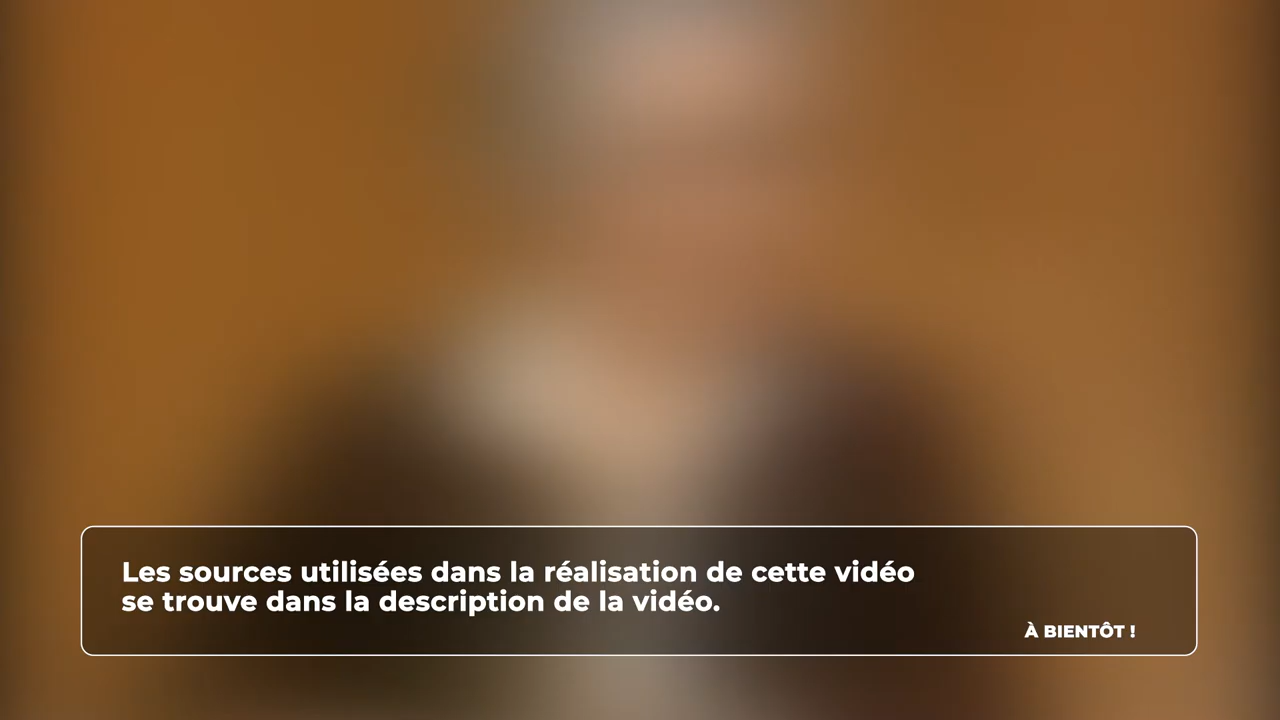 Les sources utilisées dans la réalisation de cette vidéo
se trouve dans la description de la vidéo.
À BIENTÔT !